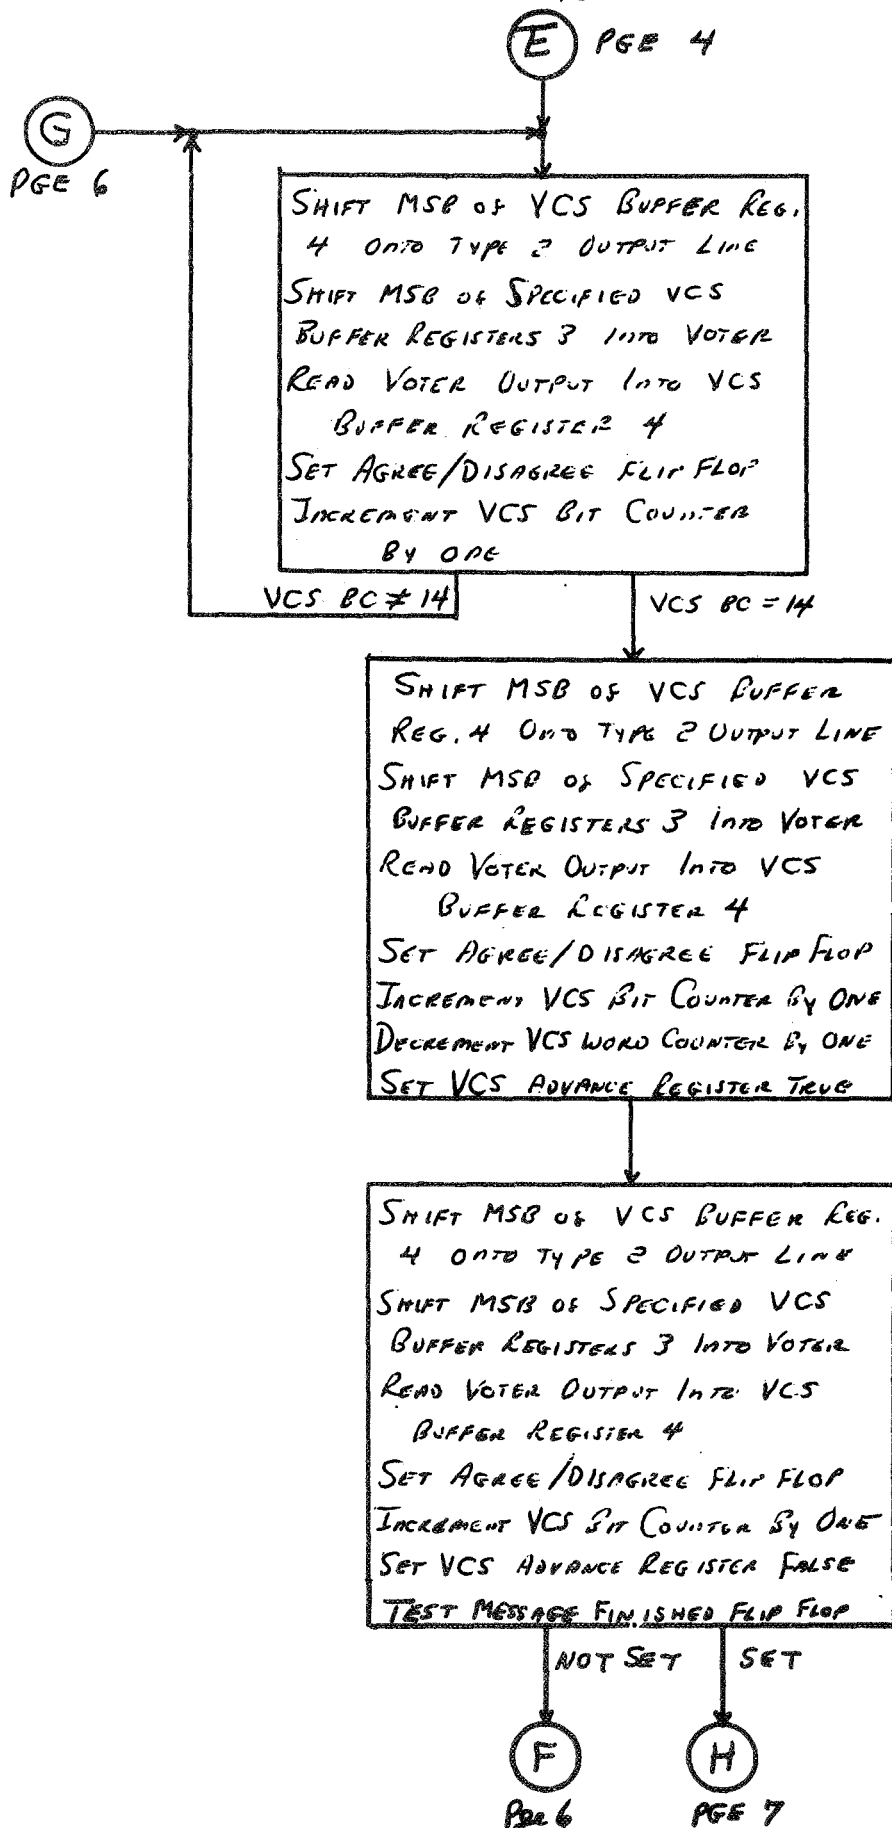 E PGE 4
G
PGE 6
SHIFT MSB OF VCS BUFFER REG.
4 ONTO TYPE 2 OUTPUT LINE
SHIFT MSB OF SPECIFIED VCS
BUFFER REGISTERS 3 INTO VOTER
READ VOTER OUTPUT INTO VCS
BUFFER REGISTER 4
SET AGREE/DISAGREE FLIP FLOP
INCREMENT VCS BIT COUNTER
BY ONE
VCS BC ≠ 14 VCS BC = 14
SHIFT MSB OF VCS BUFFER
REG. 4 ONTO TYPE 2 OUTPUT LINE
SHIFT MSB OF SPECIFIED VCS
BUFFER REGISTERS 3 INTO VOTER
READ VOTER OUTPUT INTO VCS
BUFFER REGISTER 4
SET AGREE/DISAGREE FLIP FLOP
INCREMENT VCS BIT COUNTER BY ONE
DECREMENT VCS WORD COUNTER BY ONE
SET VCS ADVANCE REGISTER TRUE
SHIFT MSB OF VCS BUFFER REG.
4 ONTO TYPE 2 OUTPUT LINE
SHIFT MSB OF SPECIFIED VCS
BUFFER REGISTERS 3 INTO VOTER
READ VOTER OUTPUT INTO VCS
BUFFER REGISTER 4
SET AGREE/DISAGREE FLIP FLOP
INCREMENT VCS BIT COUNTER BY ONE
SET VCS ADVANCE REGISTER FALSE
TEST MESSAGE FINISHED FLIP FLOP
NOT SET SET
F H
PGE 6 PGE 7